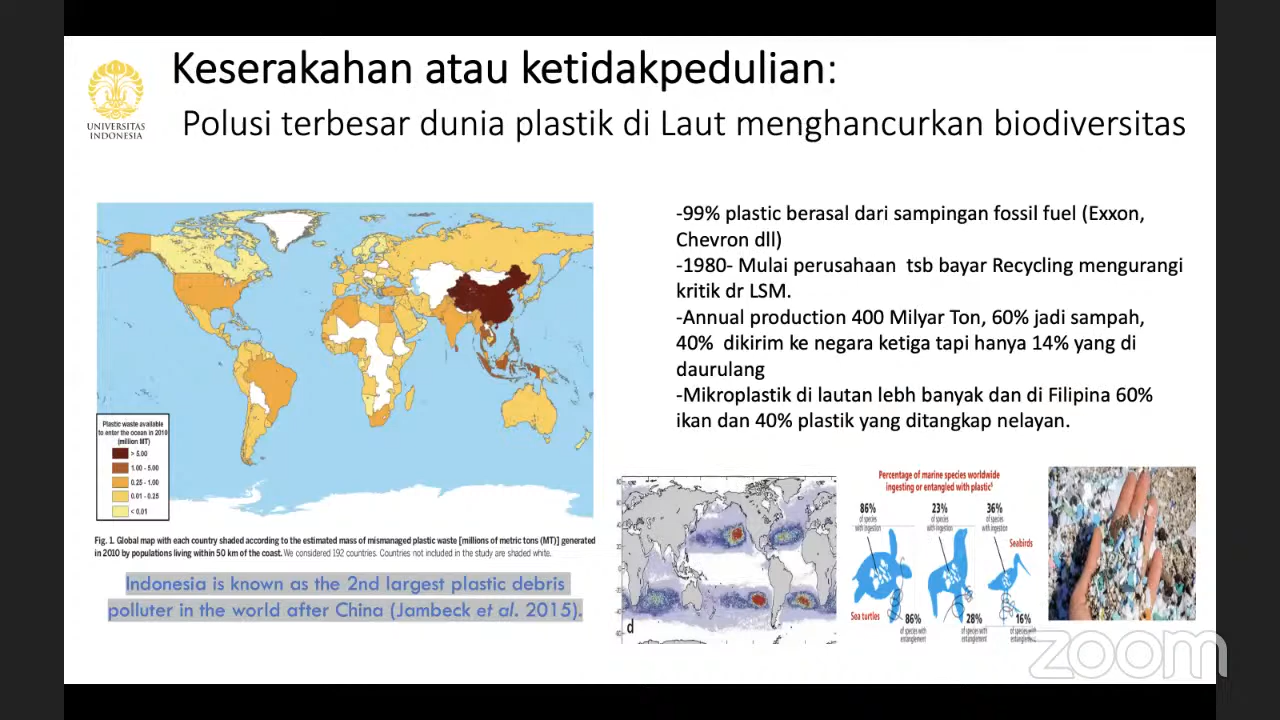 Keserakahan atau ketidakpedulian:
UNIVERSITAS
INDONESIA
Polusi terbesar dunia plastik di Laut menghancurkan biodiversitas
Plastic waste available
to enter the ocean in 2010
(million MT)
> 5.00
1.00 - 5.00
0.25 - 1.00
0.01 - 0.25
< 0.01
Fig. 1. Global map with each country shaded according to the estimated mass of mismanaged plastic waste [millions of metric tons (MT)] generated
in 2010 by populations living within 50 km of the coast. We considered 192 countries. Countries not included in the study are shaded white.
Indonesia is known as the 2nd largest plastic debris
polluter in the world after China (Jambeck et al. 2015).
-99% plastic berasal dari sampingan fossil fuel (Exxon,
Chevron dll)
-1980- Mulai perusahaan tsb bayar Recycling mengurangi
kritik dr LSM.
-Annual production 400 Milyar Ton, 60% jadi sampah,
40% dikirim ke negara ketiga tapi hanya 14% yang di
daurulang
-Mikroplastik di lautan lebh banyak dan di Filipina 60%
ikan dan 40% plastik yang ditangkap nelayan.
d
Percentage of marine species worldwide
ingesting or entangled with plastic
86%
of species
with ingestion
23%
of species
with ingestion
36%
of species
with ingestion
Seabirds
Sea turtles
86%
of species with
entanglement
28%
of species with
entanglement
16%
of species with
entanglement
zoom